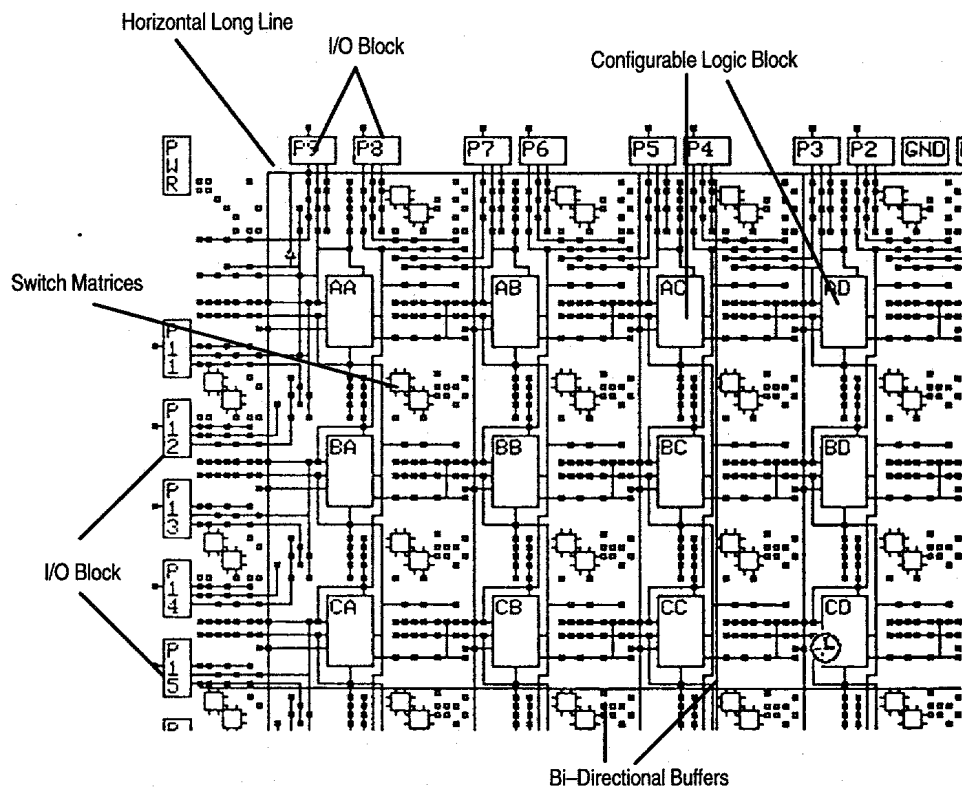 Horizontal Long Line
I/O Block
Configurable Logic Block
PWR
P9
P8
P7
P6
P5
P4
P3
P2
GND
Switch Matrices
AA
AB
AC
AD
P11
P12
BA
BB
BC
BD
P13
I/O Block
P14
CA
CB
CC
CD
P15
P
Bi–Directional Buffers